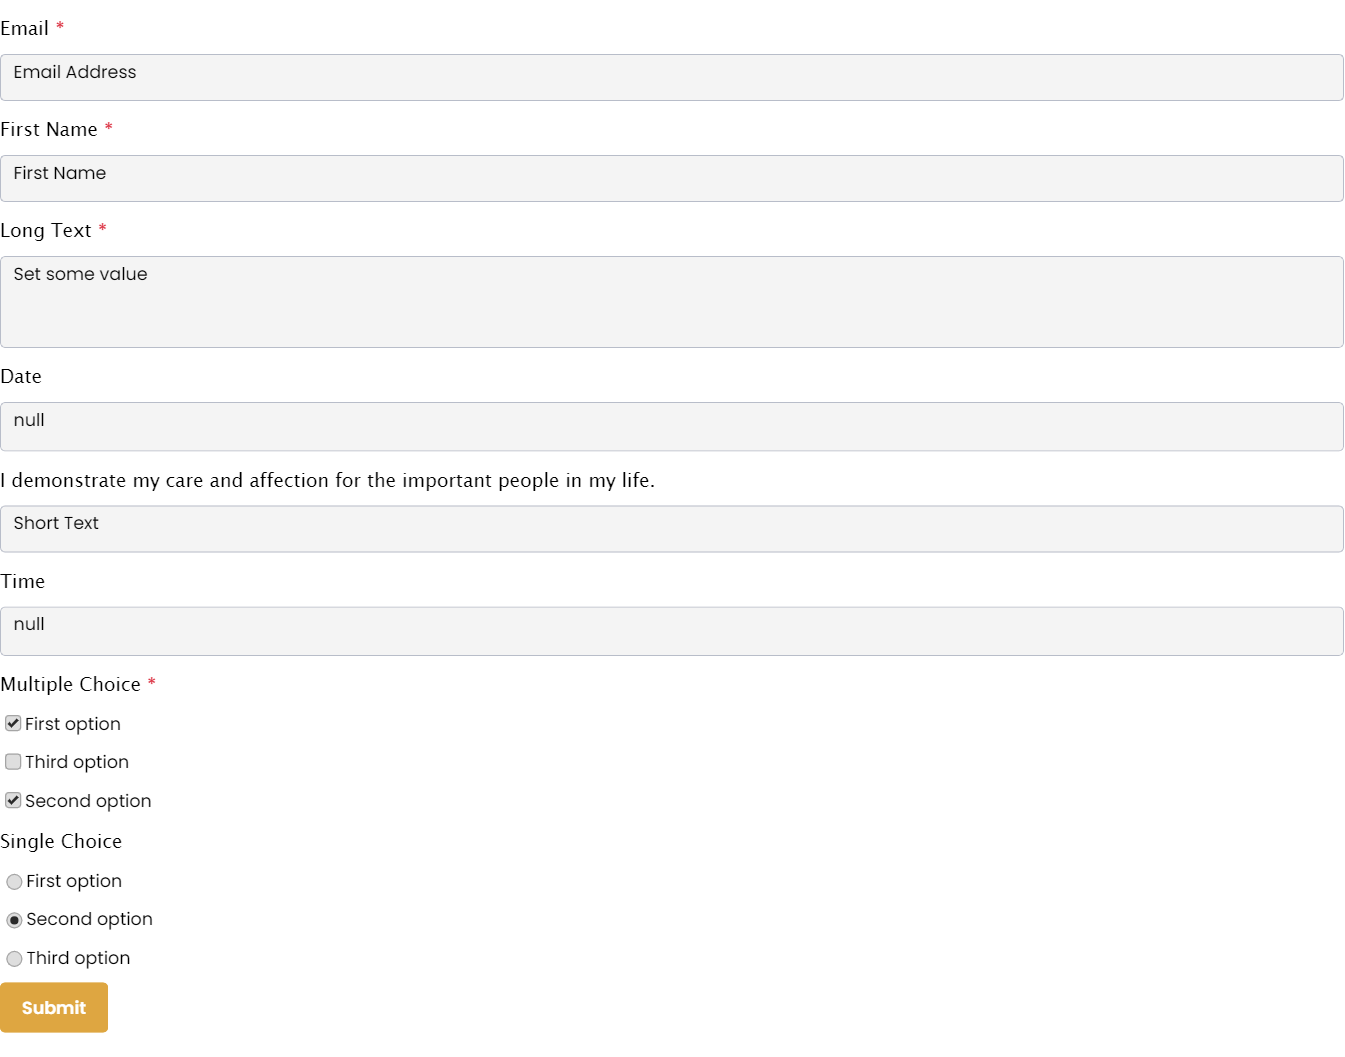 Email *
Email Address
First Name *
First Name
Long Text *
Set some value
Date
null
I demonstrate my care and affection for the important people in my life.
Short Text
Time
null
Multiple Choice *
First option
Third option
Second option
Single Choice
First option
Second option
Third option
Submit